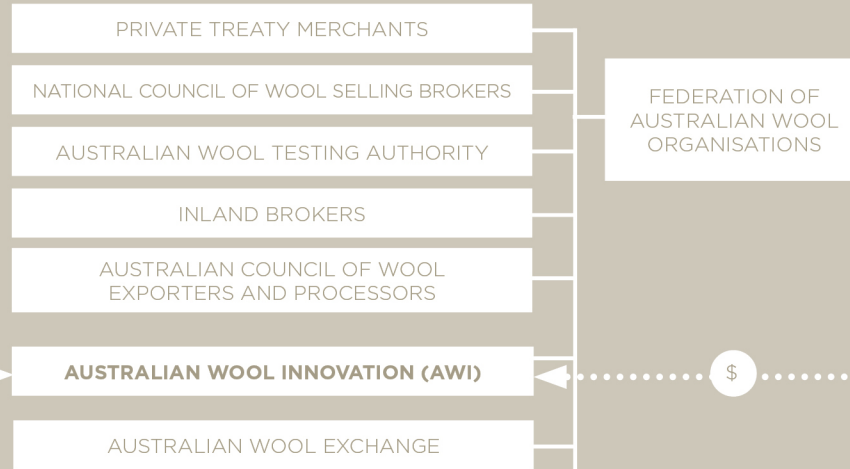 PRIVATE TREATY MERCHANTS
NATIONAL COUNCIL OF WOOL SELLING BROKERS
AUSTRALIAN WOOL TESTING AUTHORITY
INLAND BROKERS
AUSTRALIAN COUNCIL OF WOOL
EXPORTERS AND PROCESSORS
FEDERATION OF
AUSTRALIAN WOOL
ORGANISATIONS
AUSTRALIAN WOOL INNOVATION (AWI)
$
AUSTRALIAN WOOL EXCHANGE